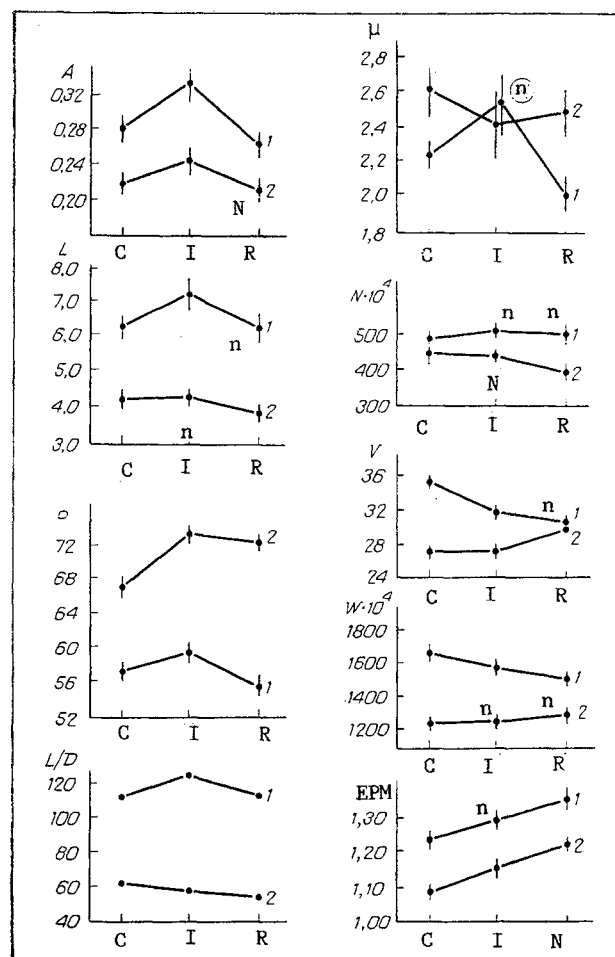 A
0,32
0,28
0,24
0,20
1
2
N
C I R
L
8,0
7,0
6,0
5,0
4,0
3,0
1
n
2
n
C I R
D
72
68
64
60
56
52
2
1
C I R
L/D
120
100
80
60
40
1
2
C I R
µ
2,8
2,6
2,4
2,2
2,0
1,8
n
2
1
C I R
N·10⁴
500
400
300
n n
1
N
2
C I R
V
36
32
28
24
n
1
2
C I R
W·10⁴
1800
1600
1400
1200
1
n n
2
C I R
EPM
1,30
1,20
1,10
1,00
n
1
2
C I N